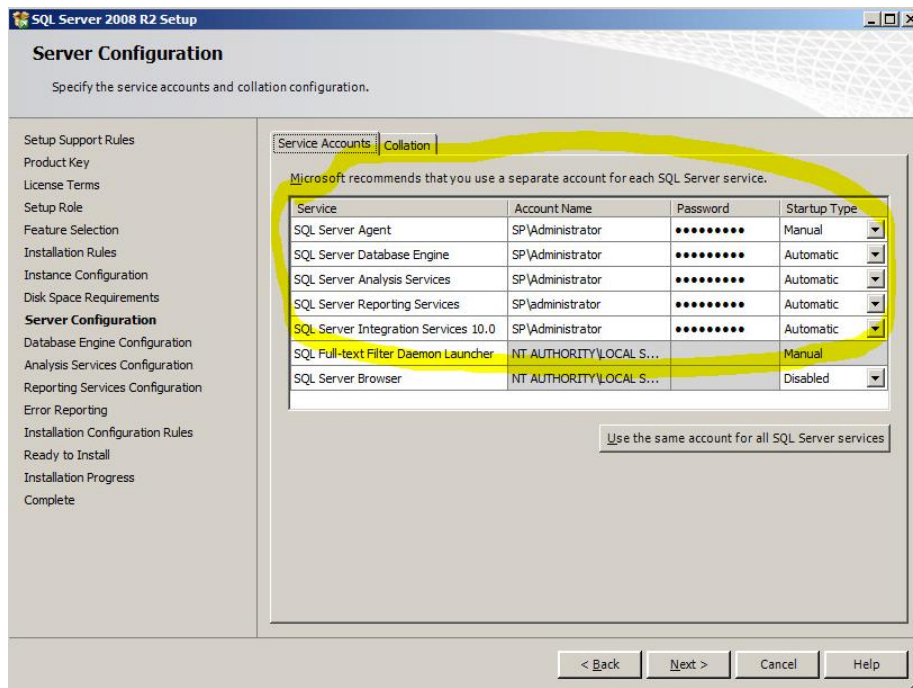 SQL Server 2008 R2 Setup
Server Configuration
Specify the service accounts and collation configuration.
Setup Support Rules
Product Key
License Terms
Setup Role
Feature Selection
Installation Rules
Instance Configuration
Disk Space Requirements
Server Configuration
Database Engine Configuration
Analysis Services Configuration
Reporting Services Configuration
Error Reporting
Installation Configuration Rules
Ready to Install
Installation Progress
Complete
Service Accounts Collation
Microsoft recommends that you use a separate account for each SQL Server service.
Service Account Name Password Startup Type
SQL Server Agent SP\Administrator ●●●●●●●●● Manual
SQL Server Database Engine SP\Administrator ●●●●●●●●● Automatic
SQL Server Analysis Services SP\Administrator ●●●●●●●●● Automatic
SQL Server Reporting Services SP\administrator ●●●●●●●●● Automatic
SQL Server Integration Services 10.0 SP\Administrator ●●●●●●●●● Automatic
SQL Full-text Filter Daemon Launcher NT AUTHORITY\LOCAL S... Manual
SQL Server Browser NT AUTHORITY\LOCAL S... Disabled
Use the same account for all SQL Server services
< Back Next > Cancel Help